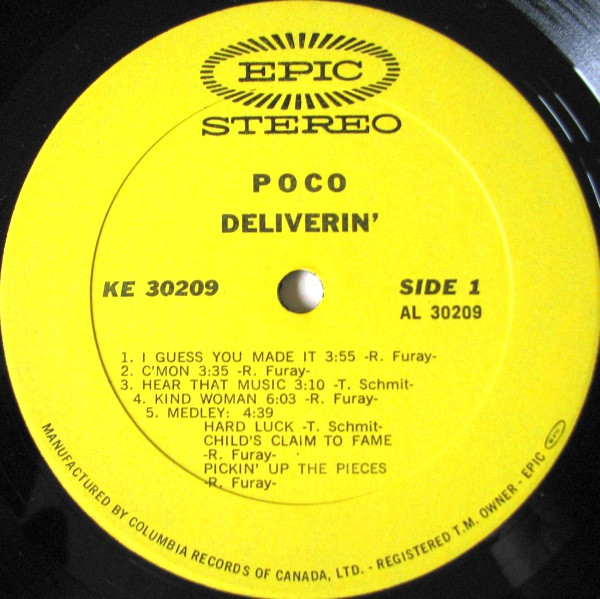 EPIC
STEREO
POCO
DELIVERIN'
KE 30209
SIDE 1
AL 30209
1. I GUESS YOU MADE IT 3:55 -R. Furay-
2. C'MON 3:35 -R. Furay-
3. HEAR THAT MUSIC 3:10 -T. Schmit-
4. KIND WOMAN 6:03 -R. Furay-
5. MEDLEY: 4:39
HARD LUCK -T. Schmit-
CHILD'S CLAIM TO FAME
-R. Furay-
PICKIN' UP THE PIECES
-R. Furay-
MANUFACTURED BY COLUMBIA RECORDS OF CANADA, LTD. - REGISTERED T.M. OWNER - EPIC EPIC